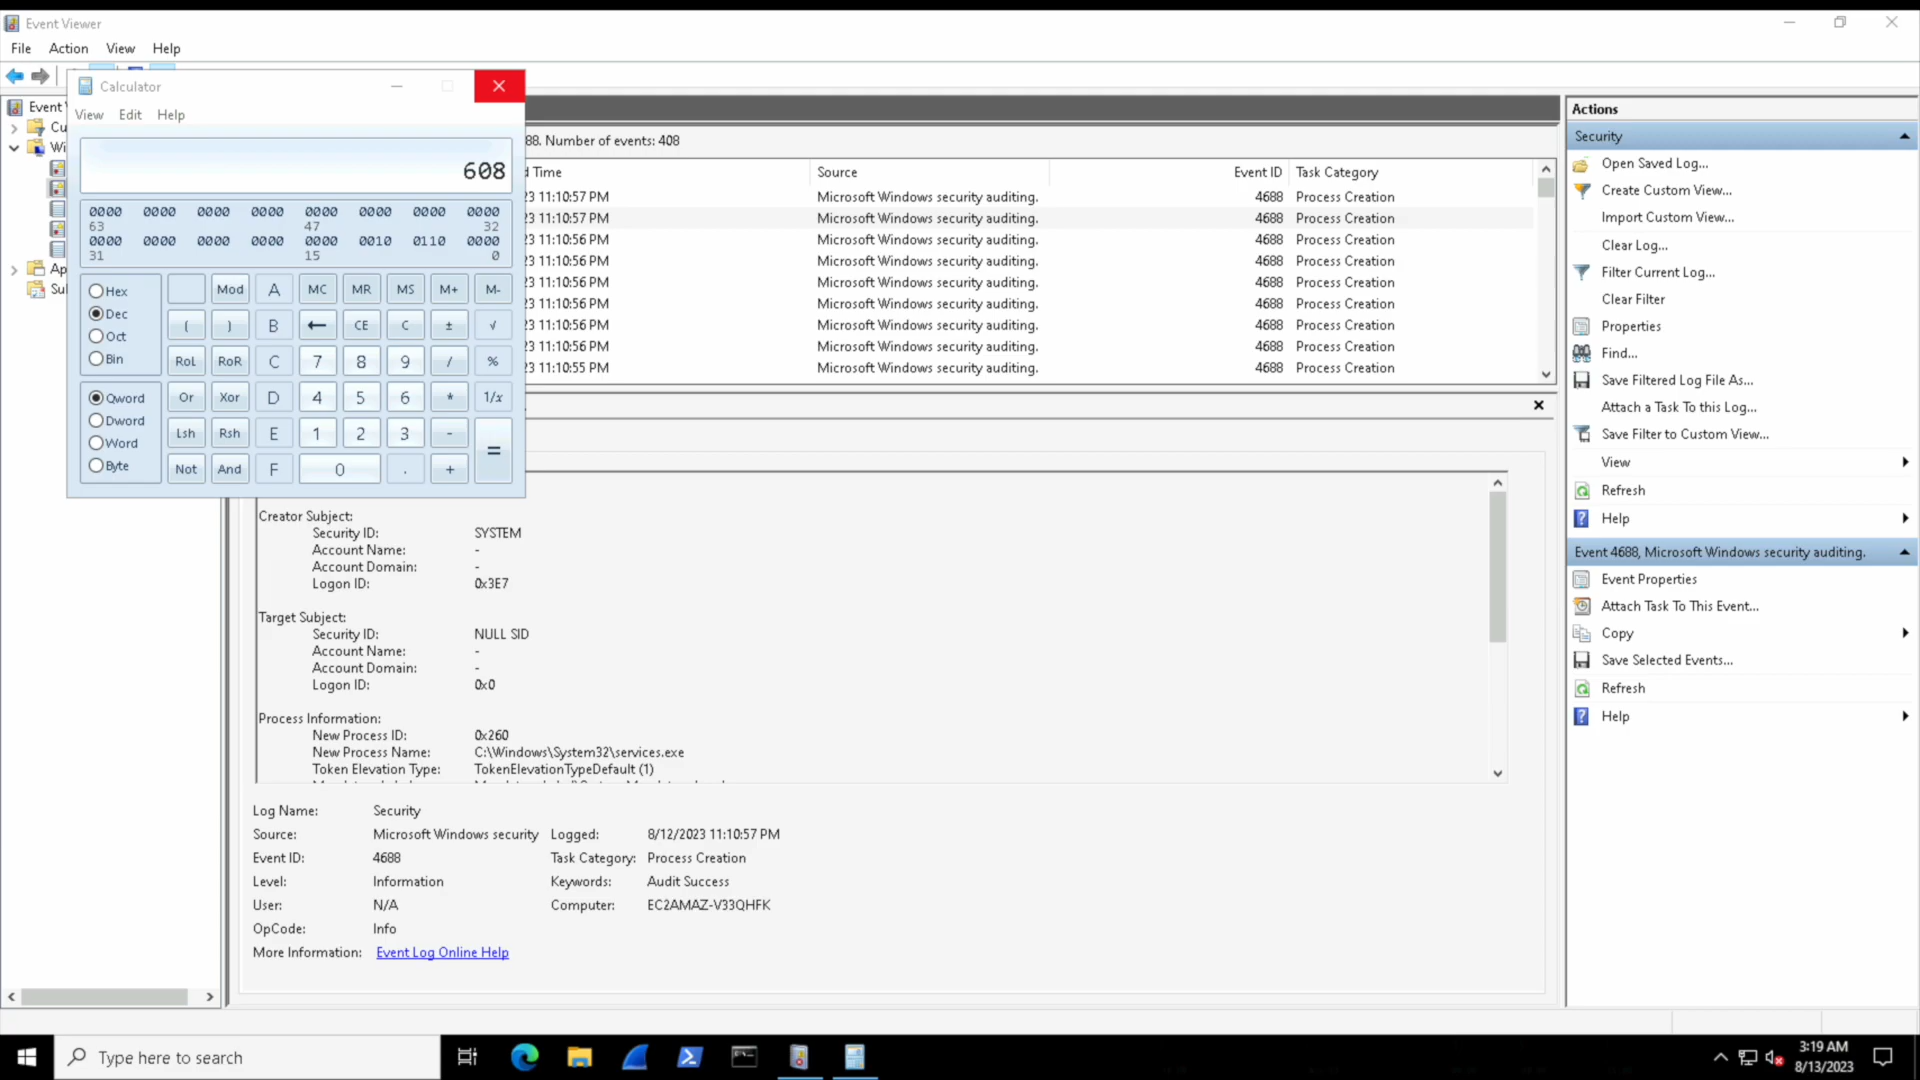 Event Viewer
File Action View Help
Calculator
View Edit Help
608
0000 0000 0000 0000 0000 0000 0000 0000
63 47 32
0000 0000 0000 0000 0000 0010 0110 0000
31 15 0
Hex
Dec
Oct
Bin
Qword
Dword
Word
Byte
Mod A MC MR MS M+ M-
( ) B ← CE C ± √
RoL RoR C 7 8 9 / %
Or Xor D 4 5 6 * 1/x
Lsh Rsh E 1 2 3 - =
Not And F 0 . +
Event
Cu
Wi
Ap
Sul
88. Number of events: 408
Time Source Event ID Task Category
23 11:10:57 PM Microsoft Windows security auditing. 4688 Process Creation
23 11:10:57 PM Microsoft Windows security auditing. 4688 Process Creation
23 11:10:56 PM Microsoft Windows security auditing. 4688 Process Creation
23 11:10:56 PM Microsoft Windows security auditing. 4688 Process Creation
23 11:10:56 PM Microsoft Windows security auditing. 4688 Process Creation
23 11:10:56 PM Microsoft Windows security auditing. 4688 Process Creation
23 11:10:56 PM Microsoft Windows security auditing. 4688 Process Creation
23 11:10:56 PM Microsoft Windows security auditing. 4688 Process Creation
23 11:10:55 PM Microsoft Windows security auditing. 4688 Process Creation
Creator Subject:
Security ID: SYSTEM
Account Name: -
Account Domain: -
Logon ID: 0x3E7
Target Subject:
Security ID: NULL SID
Account Name: -
Account Domain: -
Logon ID: 0x0
Process Information:
New Process ID: 0x260
New Process Name: C:\Windows\System32\services.exe
Token Elevation Type: TokenElevationTypeDefault (1)
Log Name: Security
Source: Microsoft Windows security Logged: 8/12/2023 11:10:57 PM
Event ID: 4688 Task Category: Process Creation
Level: Information Keywords: Audit Success
User: N/A Computer: EC2AMAZ-V33QHFK
OpCode: Info
More Information: Event Log Online Help
Actions
Security
Open Saved Log...
Create Custom View...
Import Custom View...
Clear Log...
Filter Current Log...
Clear Filter
Properties
Find...
Save Filtered Log File As...
Attach a Task To this Log...
Save Filter to Custom View...
View
Refresh
Help
Event 4688, Microsoft Windows security auditing.
Event Properties
Attach Task To This Event...
Copy
Save Selected Events...
Refresh
Help
Type here to search
3:19 AM
8/13/2023